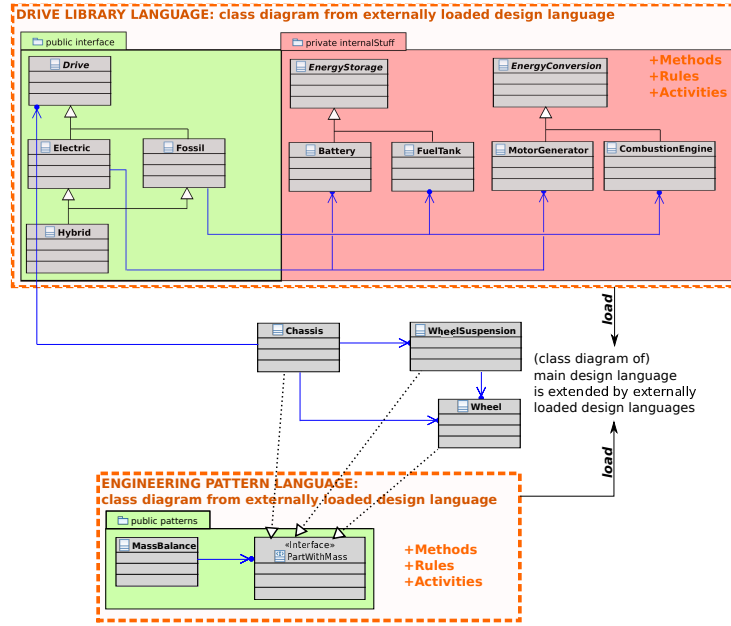 DRIVE LIBRARY LANGUAGE: class diagram from externally loaded design language
public interface
private internalStuff
Drive
EnergyStorage
EnergyConversion
+Methods
+Rules
+Activities
Electric
Fossil
Battery
FuelTank
MotorGenerator
CombustionEngine
Hybrid
load
Chassis
WheelSuspension
(class diagram of)
main design language
is extended by externally
loaded design languages
Wheel
load
ENGINEERING PATTERN LANGUAGE:
class diagram from externally loaded design language
public patterns
MassBalance
«Interface»
PartWithMass
+Methods
+Rules
+Activities